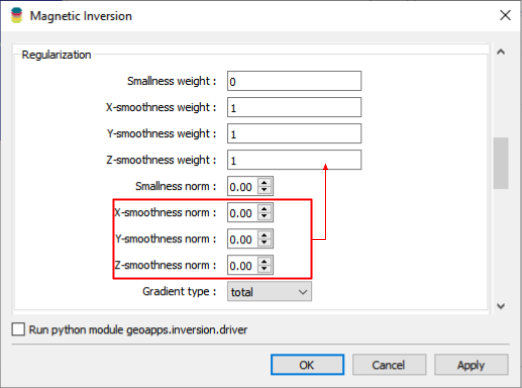 Magnetic Inversion
Regularization
Smallness weight : 0
X-smoothness weight : 1
Y-smoothness weight : 1
Z-smoothness weight : 1
Smallness norm : 0.00
X-smoothness norm : 0.00
Y-smoothness norm : 0.00
Z-smoothness norm : 0.00
Gradient type : total
Run python module geoapps.inversion.driver
OK Cancel Apply